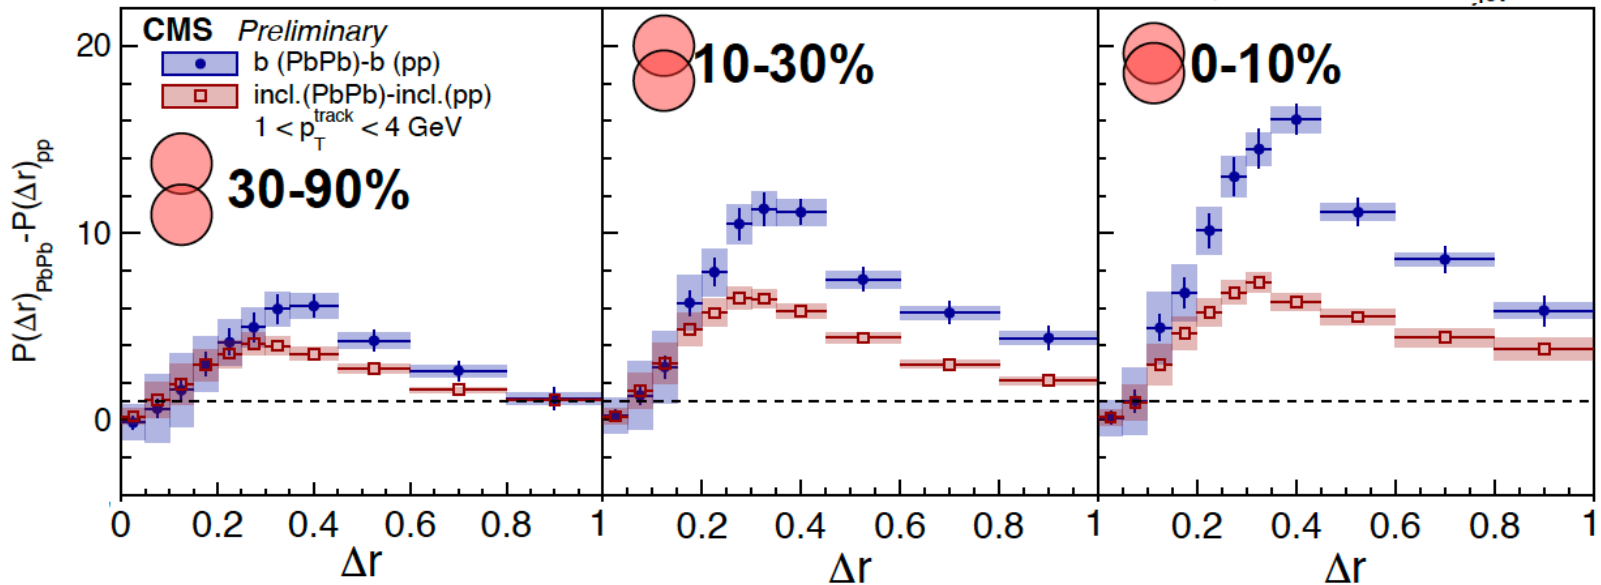 CMS Preliminary
b (PbPb)-b (pp)
incl.(PbPb)-incl.(pp)
1 < p_T^track < 4 GeV
30-90%
10-30%
0-10%
P(Δr)_PbPb - P(Δr)_pp
20
10
0
0 0.2 0.4 0.6 0.8 1
0.2 0.4 0.6 0.8 1
0.2 0.4 0.6 0.8 1
Δr
Δr
Δr